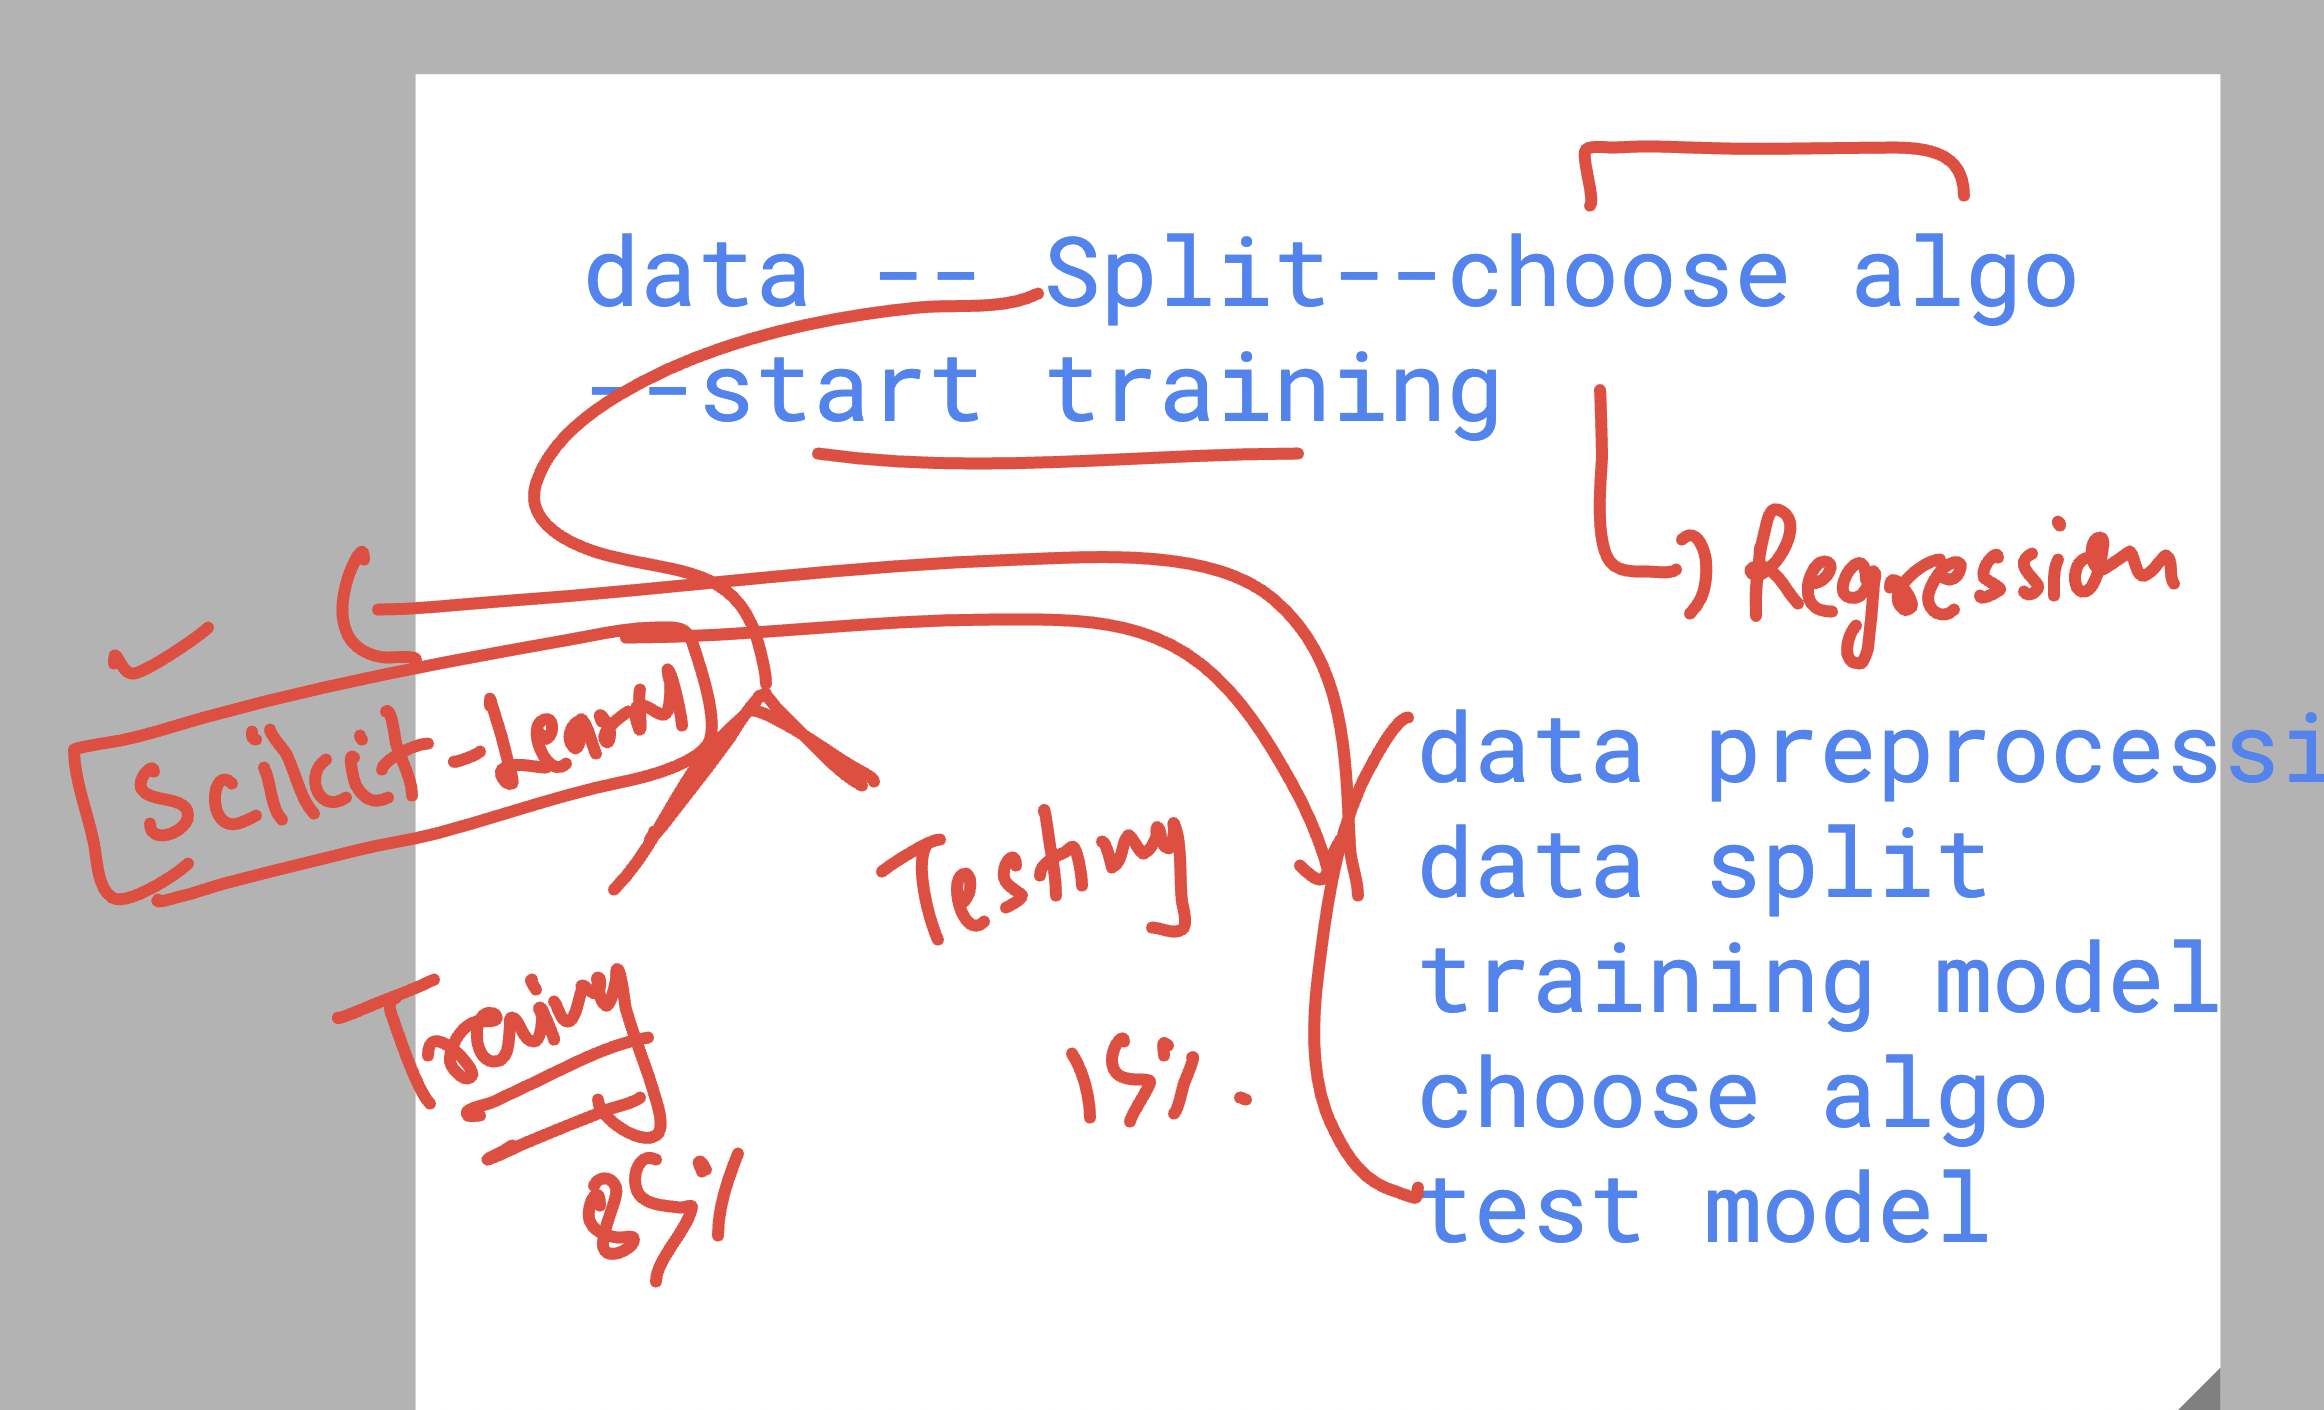 data -- Split--choose algo
--start training
Regression
Scikit-Learn
data preprocessi
data split
Testing
training model
Training
15%.
choose algo
85%
test model